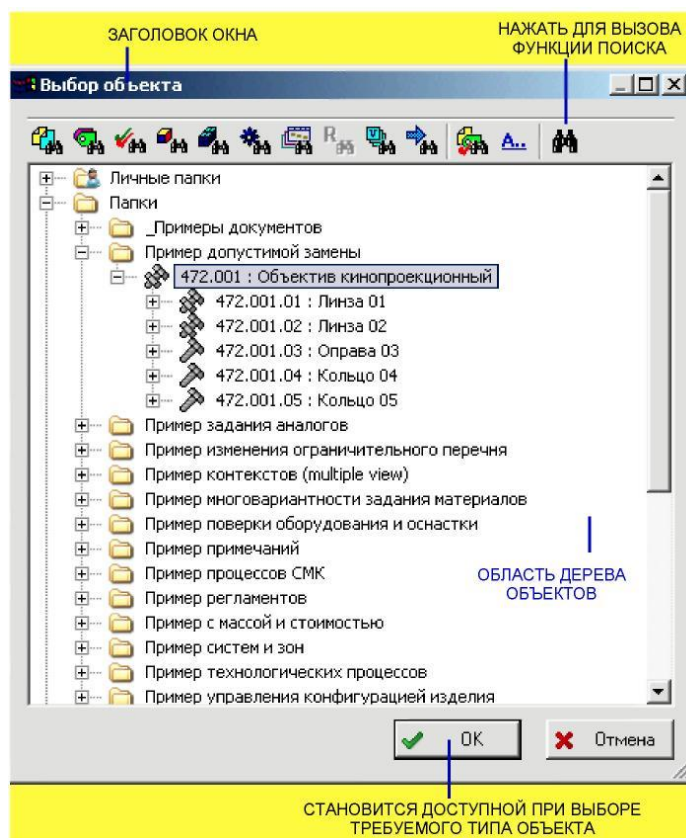 ЗАГОЛОВОК ОКНА
НАЖАТЬ ДЛЯ ВЫЗОВА
ФУНКЦИИ ПОИСКА
Выбор объекта
R
V
A..
Личные папки
Папки
_Примеры документов
Пример допустимой замены
472.001 : Объектив кинопроекционный
472.001.01 : Линза 01
472.001.02 : Линза 02
472.001.03 : Оправа 03
472.001.04 : Кольцо 04
472.001.05 : Кольцо 05
Пример задания аналогов
Пример изменения ограничительного перечня
Пример контекстов (multiple view)
Пример многовариантности задания материалов
Пример поверки оборудования и оснастки
Пример примечаний
Пример процессов СМК
Пример регламентов
Пример с массой и стоимостью
Пример систем и зон
Пример технологических процессов
Пример управления конфигурацией изделия
ОБЛАСТЬ ДЕРЕВА
ОБЪЕКТОВ
OK
Отмена
СТАНОВИТСЯ ДОСТУПНОЙ ПРИ ВЫБОРЕ
ТРЕБУЕМОГО ТИПА ОБЪЕКТА